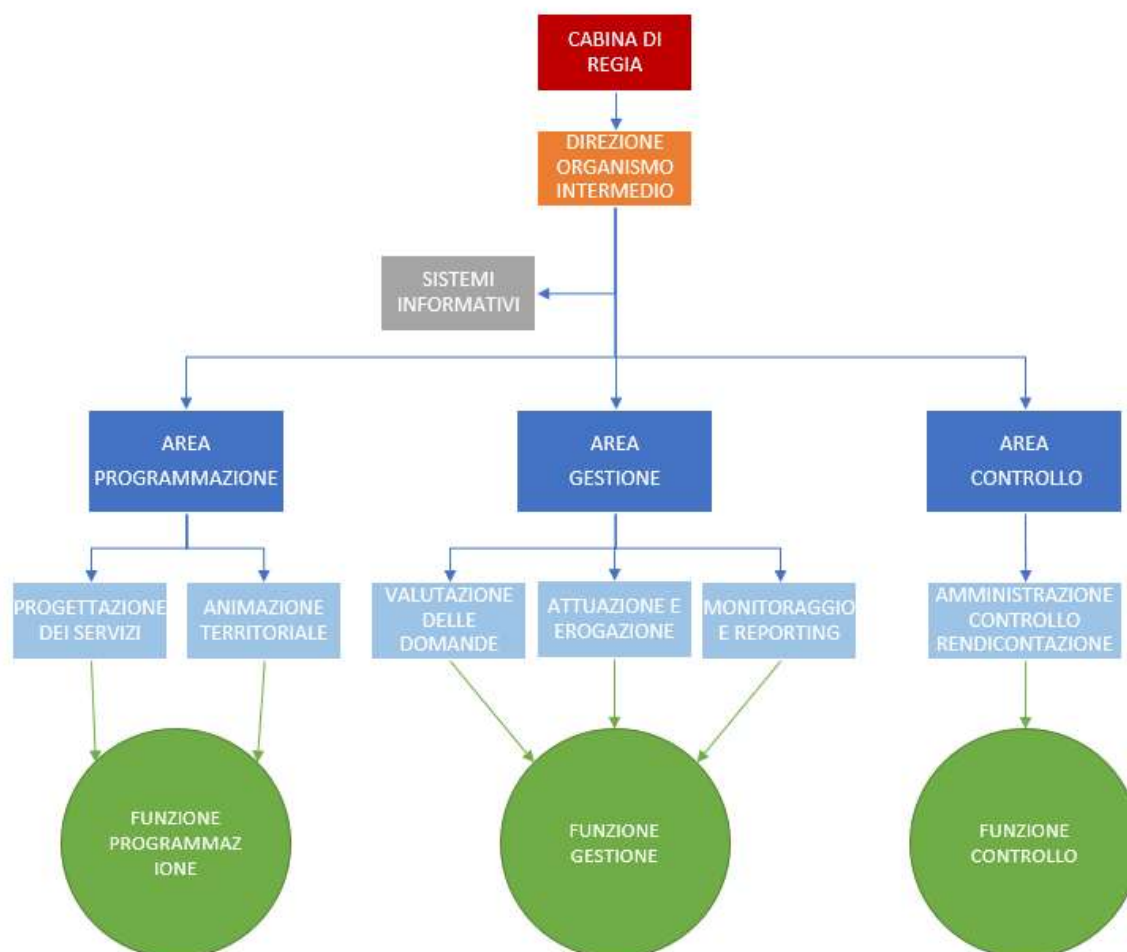 CABINA DI
REGIA
DIREZIONE
ORGANISMO
INTERMEDIO
SISTEMI
INFORMATIVI
AREA
PROGRAMMAZIONE
AREA
GESTIONE
AREA
CONTROLLO
PROGETTAZIONE
DEI SERVIZI
ANIMAZIONE
TERRITORIALE
VALUTAZIONE
DELLE
DOMANDE
ATTUAZIONE E
EROGAZIONE
MONITORAGGIO
E REPORTING
AMMINISTRAZIONE
CONTROLLO
RENDICONTAZIONE
FUNZIONE
PROGRAMMAZ
IONE
FUNZIONE
GESTIONE
FUNZIONE
CONTROLLO